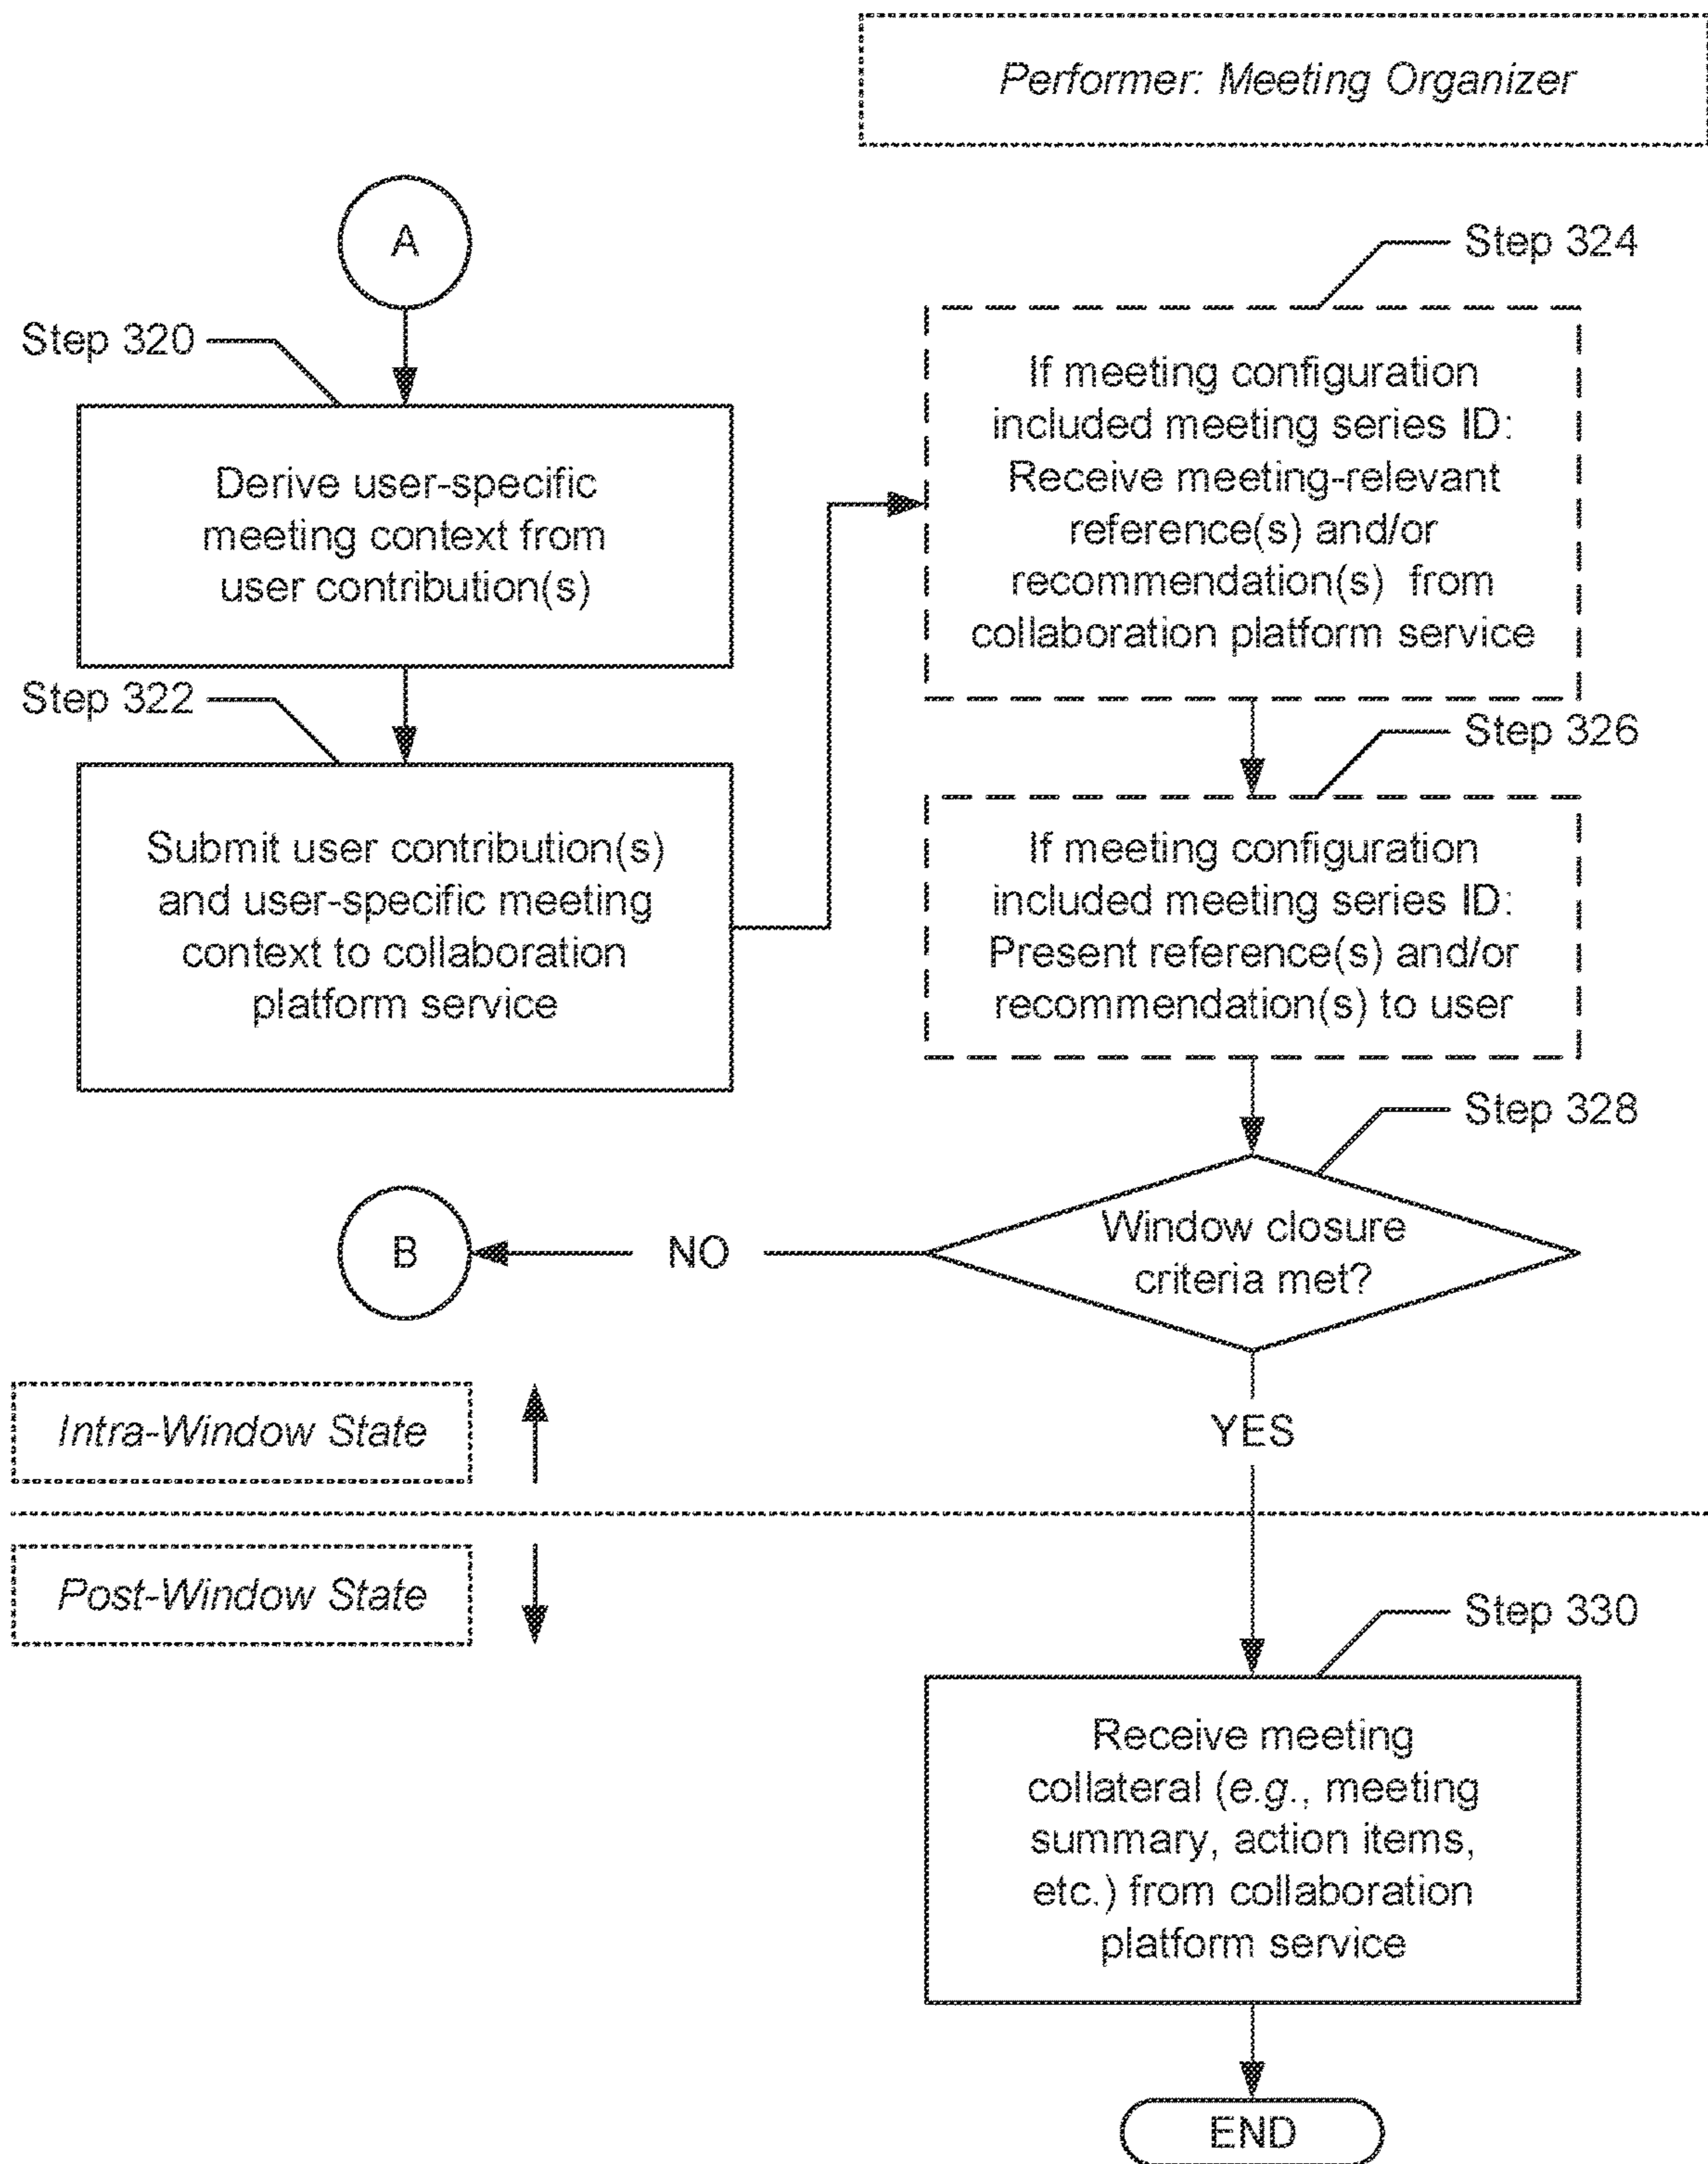 Performer: Meeting Organizer
A
Step 320
Derive user-specific
meeting context from
user contribution(s)
Step 322
Submit user contribution(s)
and user-specific meeting
context to collaboration
platform service
Step 324
If meeting configuration
included meeting series ID:
Receive meeting-relevant
reference(s) and/or
recommendation(s) from
collaboration platform service
Step 326
If meeting configuration
included meeting series ID:
Present reference(s) and/or
recommendation(s) to user
Step 328
Window closure
criteria met?
NO
B
YES
Intra-Window State
Post-Window State
Step 330
Receive meeting
collateral (e.g., meeting
summary, action items,
etc.) from collaboration
platform service
END